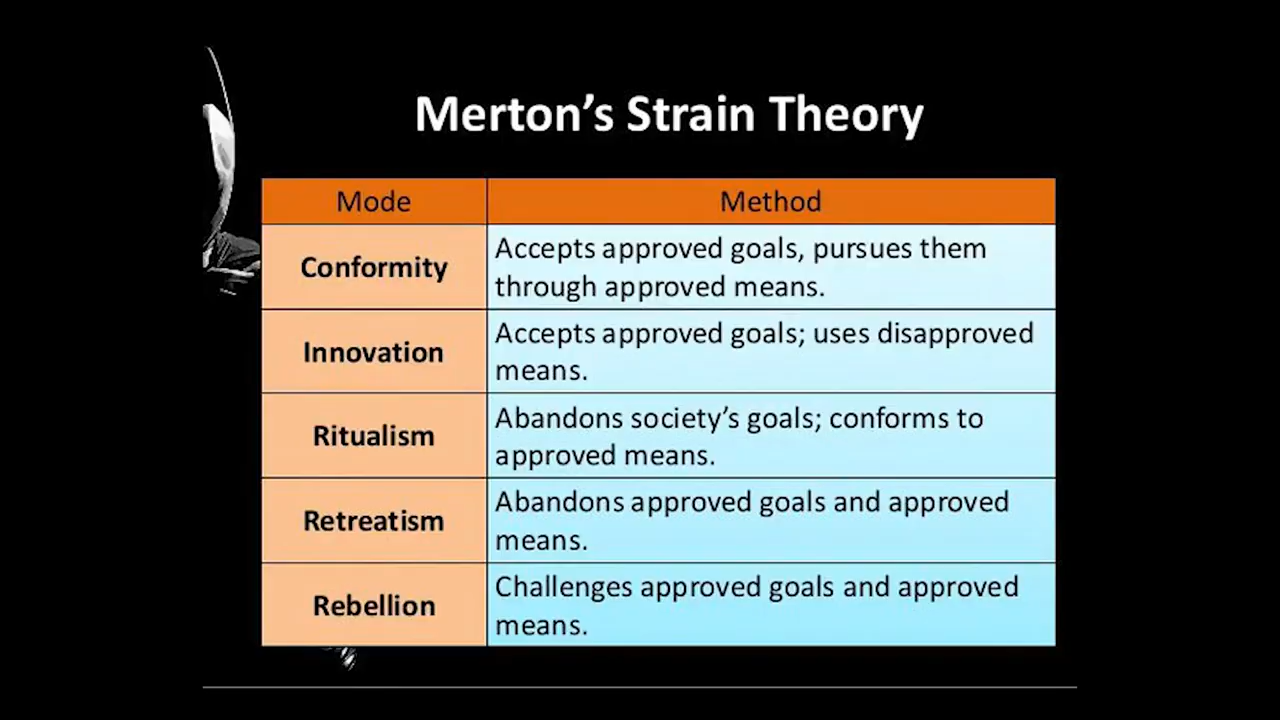 Merton’s Strain Theory
Mode
Method
Conformity
Accepts approved goals, pursues them
through approved means.
Innovation
Accepts approved goals; uses disapproved
means.
Ritualism
Abandons society’s goals; conforms to
approved means.
Retreatism
Abandons approved goals and approved
means.
Rebellion
Challenges approved goals and approved
means.